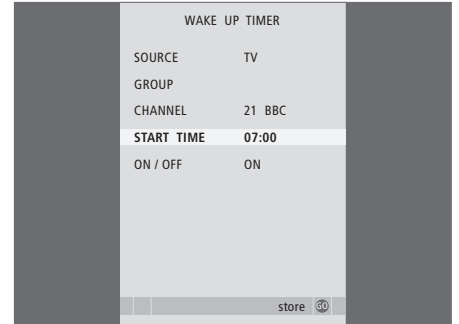 WAKE UP TIMER
SOURCE TV
GROUP
CHANNEL 21 BBC
START TIME 07:00
ON / OFF ON
store GO